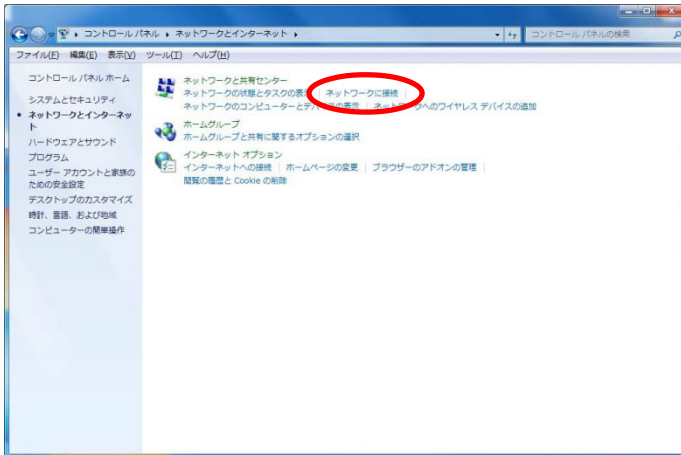 コントロール パネル ▸ ネットワークとインターネット ▸
コントロール パネルの検索
ファイル(F) 編集(E) 表示(V) ツール(T) ヘルプ(H)
コントロール パネル ホーム
システムとセキュリティ
ネットワークとインターネッ
ト
ハードウェアとサウンド
プログラム
ユーザー アカウントと家族の
ための安全設定
デスクトップのカスタマイズ
時計、言語、および地域
コンピューターの簡単操作
ネットワークと共有センター
ネットワークの状態とタスクの表示 ネットワークに接続
ネットワークのコンピューターとデバイスの表示 ネットワークへのワイヤレス デバイスの追加
ホームグループ
ホームグループと共有に関するオプションの選択
インターネット オプション
インターネットへの接続 ホームページの変更 ブラウザーのアドオンの管理
閲覧の履歴と Cookie の削除